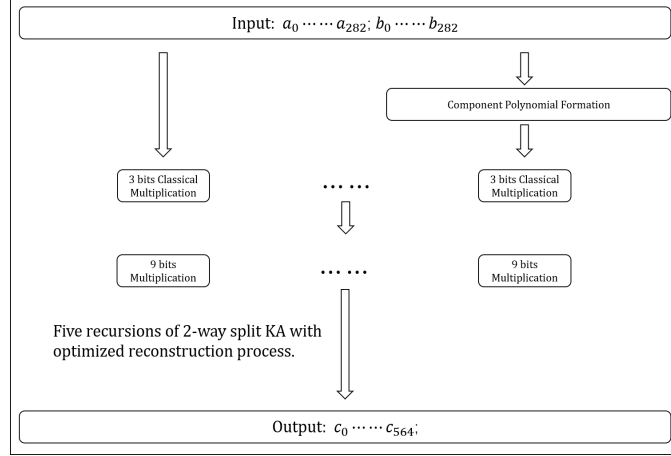 Input: a₀ ⋯⋯ a₂₈₂; b₀ ⋯⋯ b₂₈₂
Component Polynomial Formation
3 bits Classical
Multiplication
⋯ ⋯
3 bits Classical
Multiplication
9 bits
Multiplication
⋯ ⋯
9 bits
Multiplication
Five recursions of 2-way split KA with
optimized reconstruction process.
Output: c₀ ⋯⋯ c₅₆₄;